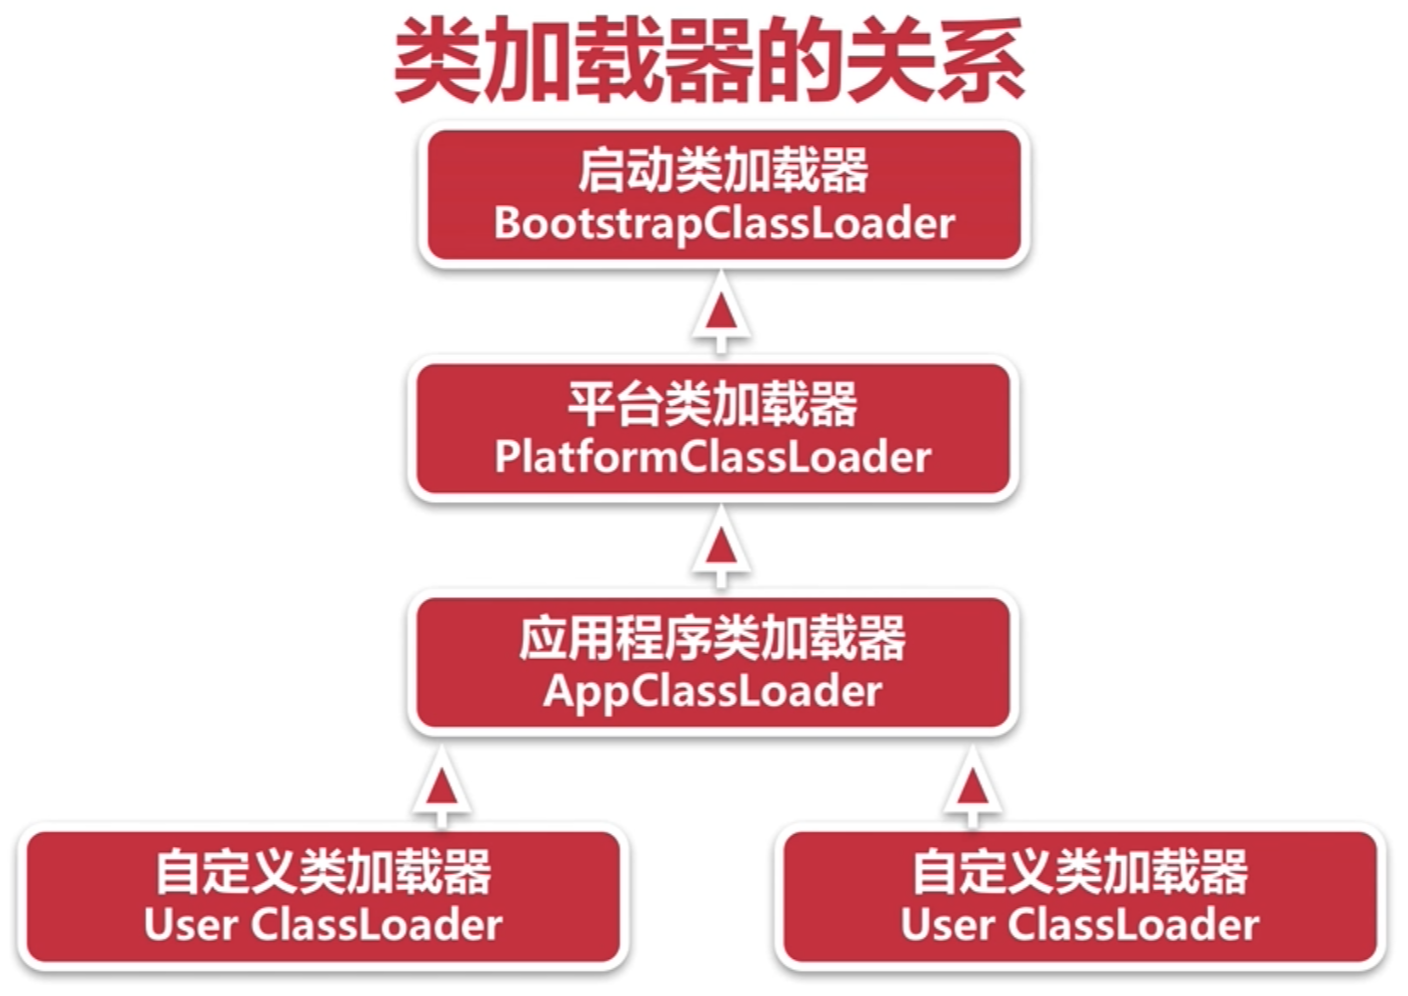 类加载器的关系
启动类加载器
BootstrapClassLoader
平台类加载器
PlatformClassLoader
应用程序类加载器
AppClassLoader
自定义类加载器
User ClassLoader
自定义类加载器
User ClassLoader